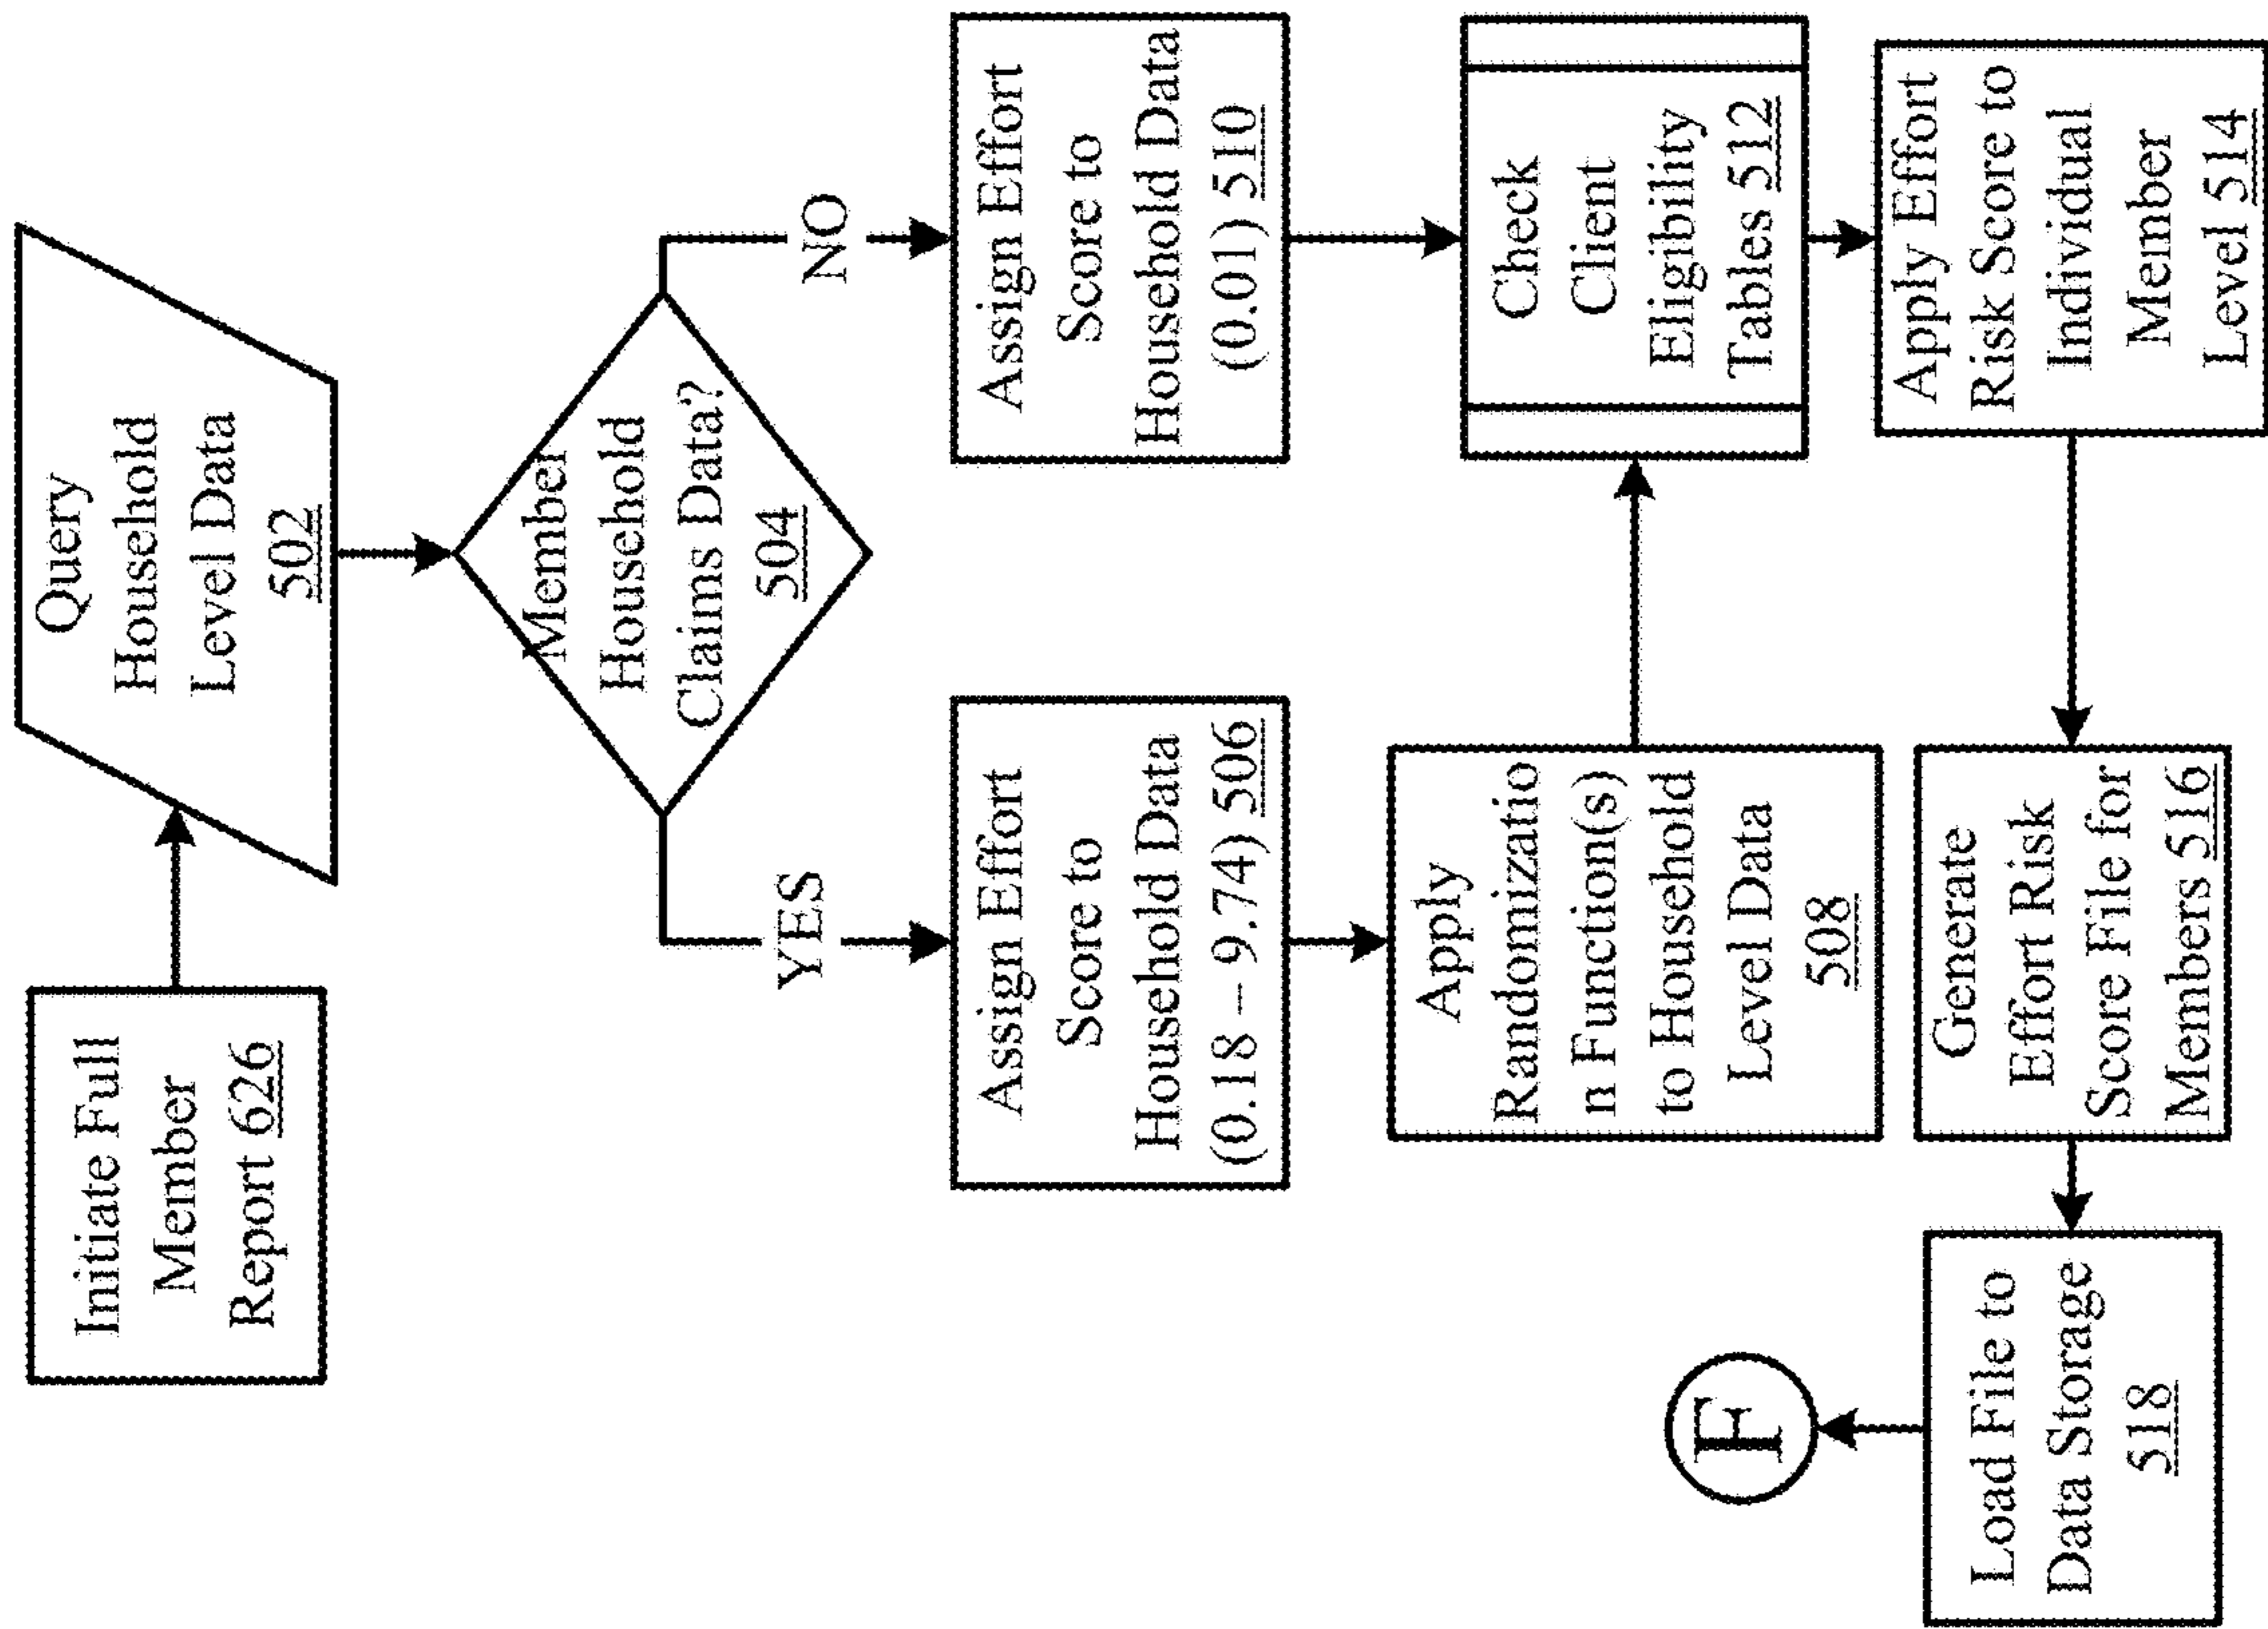 Initiate Full
Member
Report 626
Query
Household
Level Data
502
Member
Household
Claims Data?
504
YES
NO
Assign Effort
Score to
Household Data
(0.18 – 9.74) 506
Assign Effort
Score to
Household Data
(0.01) 510
Apply
Randomizatio
n Function(s)
to Household
Level Data
508
Check
Client
Eligibility
Tables 512
Apply Effort
Risk Score to
Individual
Member
Level 514
Generate
Effort Risk
Score File for
Members 516
Load File to
Data Storage
518
F